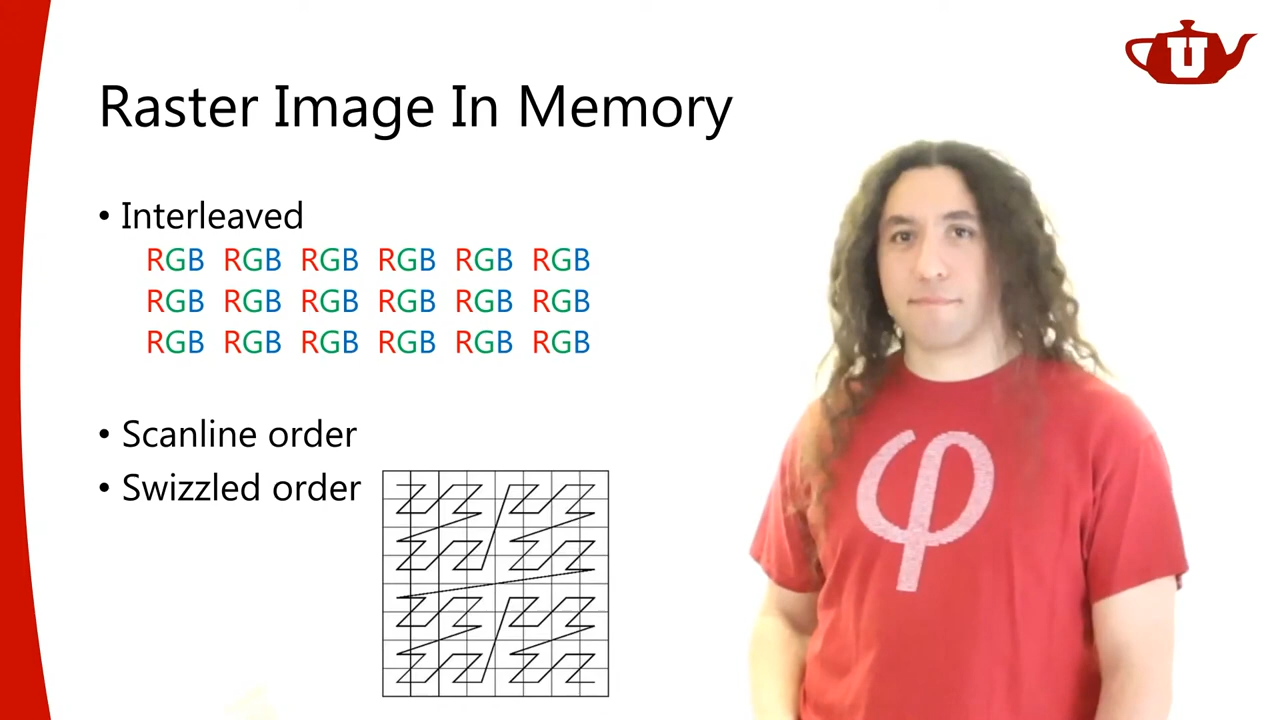 U
Raster Image In Memory
• Interleaved
RGB RGB RGB RGB RGB RGB
RGB RGB RGB RGB RGB RGB
RGB RGB RGB RGB RGB RGB
• Scanline order
• Swizzled order
φ